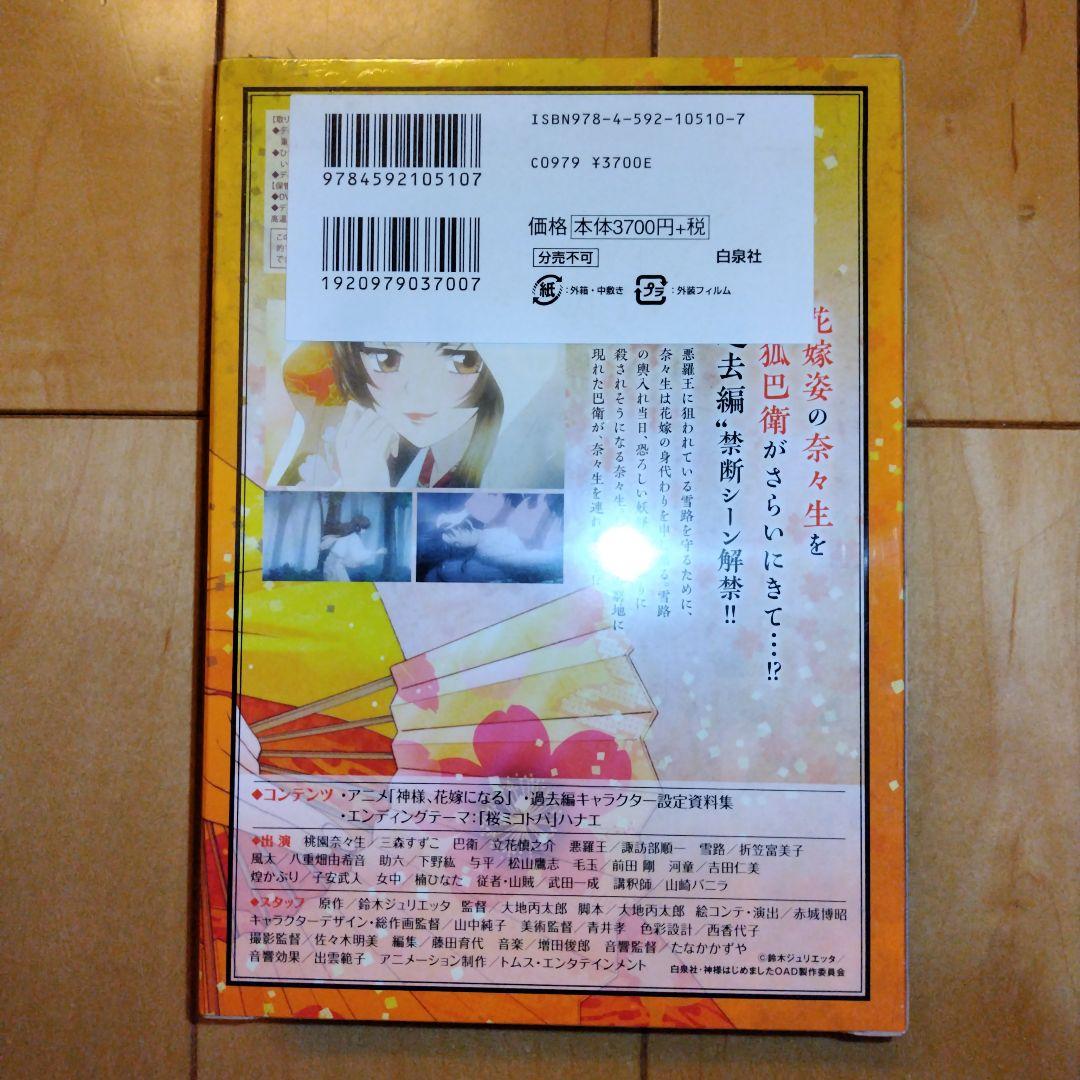 ISBN978-4-592-10510-7
C0979 ¥3700E
9784592105107
1920979037007
価格 本体3700円+税
分売不可
白泉社
紙:外箱・中敷き プラ:外装フィルム
花嫁姿の奈々生を
狐巴衛がさらいにきて…!?
去編“禁断シーン解禁!!
悪羅王に狙われている雪路を守るために、
奈々生は花嫁の身代わりを申 る。雪路
の輿入れ当日、恐ろしい妖 りに
殺されそうになる奈々生 窮地に
現れた巴衛が、奈々生を連れ
◆コンテンツ ・アニメ「神様、花嫁になる」 ・過去編キャラクター設定資料集
・エンディングテーマ:「桜ミコトバ」ハナエ
◆出演 桃園奈々生/三森すずこ 巴衛/立花慎之介 悪羅王/諏訪部順一 雪路/折笠富美子
風太/八重畑由希音 助六/下野紘 与平/松山鷹志 毛玉/前田 剛 河童/吉田仁美
煌かぶり/子安武人 女中/楠ひなた 従者・山賊/武田一成 講釈師/山崎バニラ
◆スタッフ 原作/鈴木ジュリエッタ 監督/大地丙太郎 脚本/大地丙太郎 絵コンテ・演出/赤城博昭
キャラクターデザイン・総作画監督/山中純子 美術監督/青井孝 色彩設計/西香代子
撮影監督/佐々木明美 編集/藤田育代 音楽/増田俊郎 音響監督/たなかかずや
音響効果/出雲範子 アニメーション制作/トムス・エンタテインメント
©鈴木ジュリエッタ/
白泉社・神様はじめましたOAD製作委員会